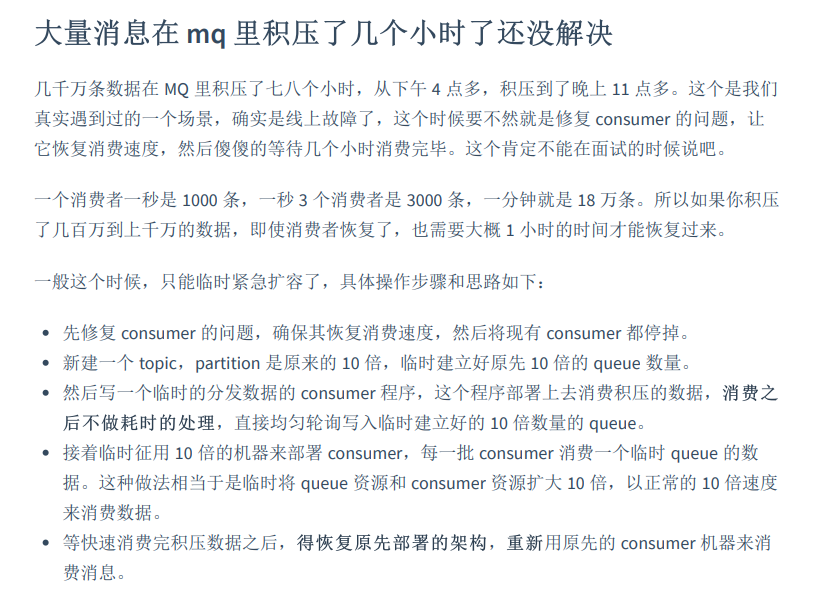 大量消息在 mq 里积压了几个小时了还没解决
几千万条数据在 MQ 里积压了七八个小时，从下午 4 点多，积压到了晚上 11 点多。这个是我们
真实遇到过的一个场景，确实是线上故障了，这个时候要不然就是修复 consumer 的问题，让
它恢复消费速度，然后傻傻的等待几个小时消费完毕。这个肯定不能在面试的时候说吧。
一个消费者一秒是 1000 条，一秒 3 个消费者是 3000 条，一分钟就是 18 万条。所以如果你积压
了几百万到上千万的数据，即使消费者恢复了，也需要大概 1 小时的时间才能恢复过来。
一般这个时候，只能临时紧急扩容了，具体操作步骤和思路如下：
• 先修复 consumer 的问题，确保其恢复消费速度，然后将现有 consumer 都停掉。
• 新建一个 topic，partition 是原来的 10 倍，临时建立好原先 10 倍的 queue 数量。
• 然后写一个临时的分发数据的 consumer 程序，这个程序部署上去消费积压的数据，消费之
后不做耗时的处理，直接均匀轮询写入临时建立好的 10 倍数量的 queue。
• 接着临时征用 10 倍的机器来部署 consumer，每一批 consumer 消费一个临时 queue 的数
据。这种做法相当于是临时将 queue 资源和 consumer 资源扩大 10 倍，以正常的 10 倍速度
来消费数据。
• 等快速消费完积压数据之后，得恢复原先部署的架构，重新用原先的 consumer 机器来消
费消息。